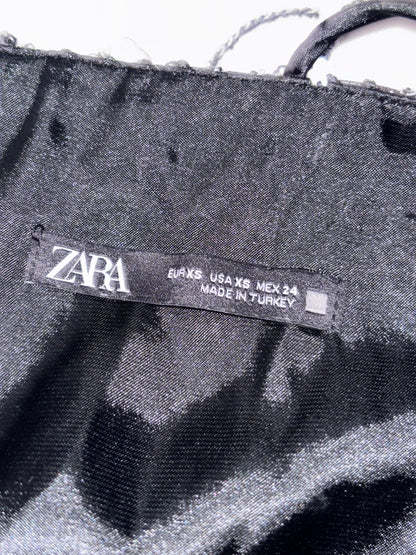 ZARA
EUR XS USA XS MEX 24
MADE IN TURKEY